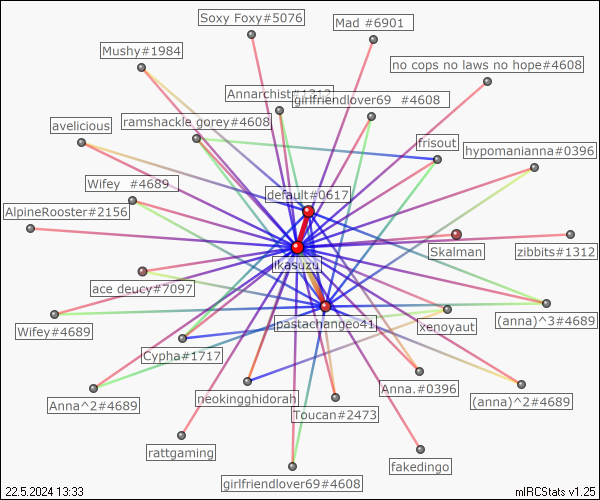 Soxy Foxy#5076
Mad #6901
Mushy#1984
no cops no laws no hope#4608
Annarchist#1312
girlfriendlover69 #4608
ramshackle gorey#4608
avelicious
frisout
hypomanianna#0396
Wifey #4689
default#0617
AlpineRooster#2156
Skalman
zibbits#1312
ikasuzu
ace deucy#7097
pastachangeo41
(anna)^3#4689
Wifey#4689
xenoyaut
Cypha#1717
Anna.#0396
neokingghidorah
(anna)^2#4689
Anna^2#4689
Toucan#2473
rattgaming
fakedingo
girlfriendlover69#4608
22.5.2024 13:33
mIRCStats v1.25